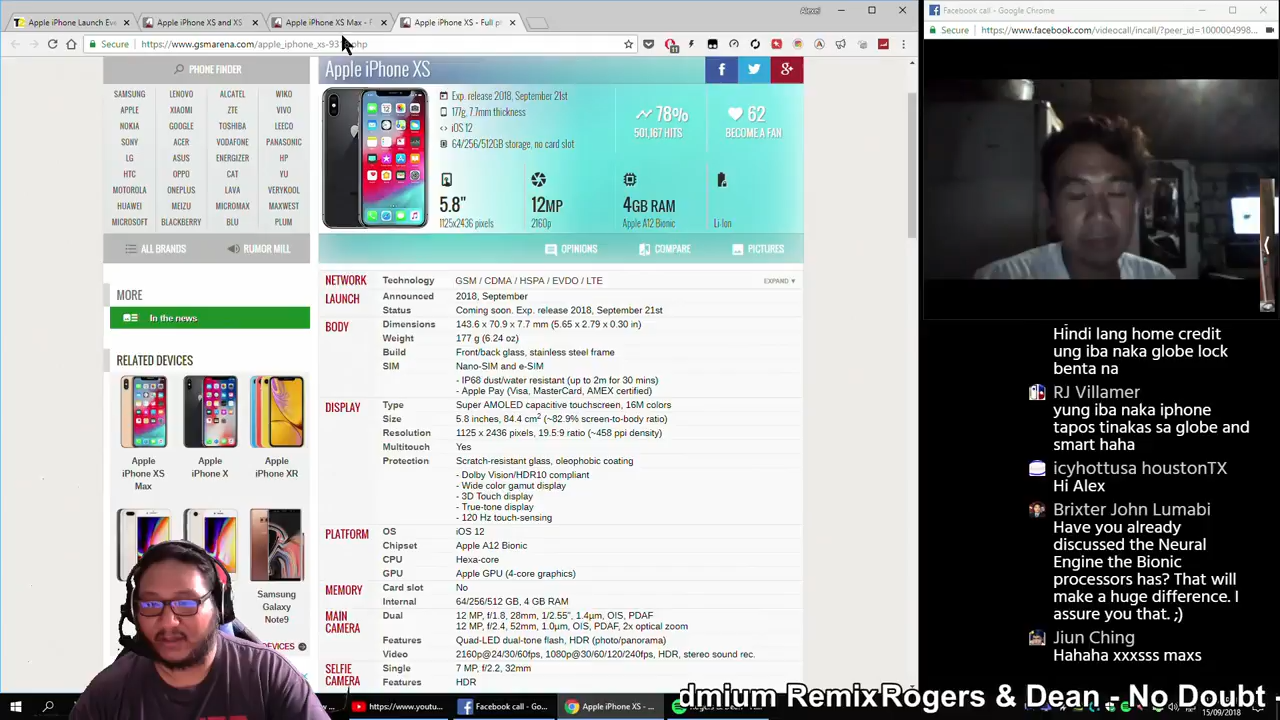 Alexei
Apple iPhone Launch Eve
Apple iPhone XS and XS
Apple iPhone XS Max - F
Apple iPhone XS - Full p
Facebook call - Google Chrome
Secure
https://www.gsmarena.com/apple_iphone_xs-93
php
Secure
https://www.facebook.com/videocall/incall/?peer_id=1000004998...
PHONE FINDER
SAMSUNG LENOVO ALCATEL WIKO
APPLE XIAOMI ZTE VIVO
NOKIA GOOGLE TOSHIBA LEECO
SONY ACER VODAFONE PANASONIC
LG ASUS ENERGIZER HP
HTC OPPO CAT YU
MOTOROLA ONEPLUS LAVA VERYKOOL
HUAWEI MEIZU MICROMAX MAXWEST
MICROSOFT BLACKBERRY BLU PLUM
ALL BRANDS RUMOR MILL
MORE
In the news
RELATED DEVICES
Apple iPhone XS Max
Apple iPhone X
Apple iPhone XR
Samsung Galaxy Note9
DEVICES
Apple iPhone XS
Exp. release 2018, September 21st
177g, 7.7mm thickness
iOS 12
64/256/512GB storage, no card slot
78%
501,167 HITS
62
BECOME A FAN
5.8"
1125x2436 pixels
12MP
2160p
4GB RAM
Apple A12 Bionic
Li-Ion
OPINIONS COMPARE PICTURES
NETWORK Technology GSM / CDMA / HSPA / EVDO / LTE EXPAND
LAUNCH Announced 2018, September
Status Coming soon. Exp. release 2018, September 21st
BODY Dimensions 143.6 x 70.9 x 7.7 mm (5.65 x 2.79 x 0.30 in)
Weight 177 g (6.24 oz)
Build Front/back glass, stainless steel frame
SIM Nano-SIM and e-SIM
- IP68 dust/water resistant (up to 2m for 30 mins)
- Apple Pay (Visa, MasterCard, AMEX certified)
DISPLAY Type Super AMOLED capacitive touchscreen, 16M colors
Size 5.8 inches, 84.4 cm2 (~82.9% screen-to-body ratio)
Resolution 1125 x 2436 pixels, 19.5:9 ratio (~458 ppi density)
Multitouch Yes
Protection Scratch-resistant glass, oleophobic coating
- Dolby Vision/HDR10 compliant
- Wide color gamut display
- 3D Touch display
- True-tone display
- 120 Hz touch-sensing
PLATFORM OS iOS 12
Chipset Apple A12 Bionic
CPU Hexa-core
GPU Apple GPU (4-core graphics)
MEMORY Card slot No
Internal 64/256/512 GB, 4 GB RAM
MAIN CAMERA Dual 12 MP, f/1.8, 28mm, 1/2.55", 1.4µm, OIS, PDAF
12 MP, f/2.4, 52mm, 1.0µm, OIS, PDAF, 2x optical zoom
Features Quad-LED dual-tone flash, HDR (photo/panorama)
Video 2160p@24/30/60fps, 1080p@30/60/120/240fps, HDR, stereo sound rec.
SELFIE CAMERA Single 7 MP, f/2.2, 32mm
Features HDR
Hindi lang home credit
ung iba naka globe lock
benta na
RJ Villamer
yung iba naka iphone
tapos tinakas sa globe and
smart haha
icyhottusa houstonTX
Hi Alex
Brixter John Lumabi
Have you already
discussed the Neural
Engine the Bionic
processors has? That will
make a huge difference. I
assure you that. ;)
Jiun Ching
Hahaha xxxsss maxs
dmium Remix Rogers & Dean - No Doubt
https://www.youtu...
Facebook call - Go...
Apple iPhone XS - ...
Rogers & Dean - No...
15/09/2018